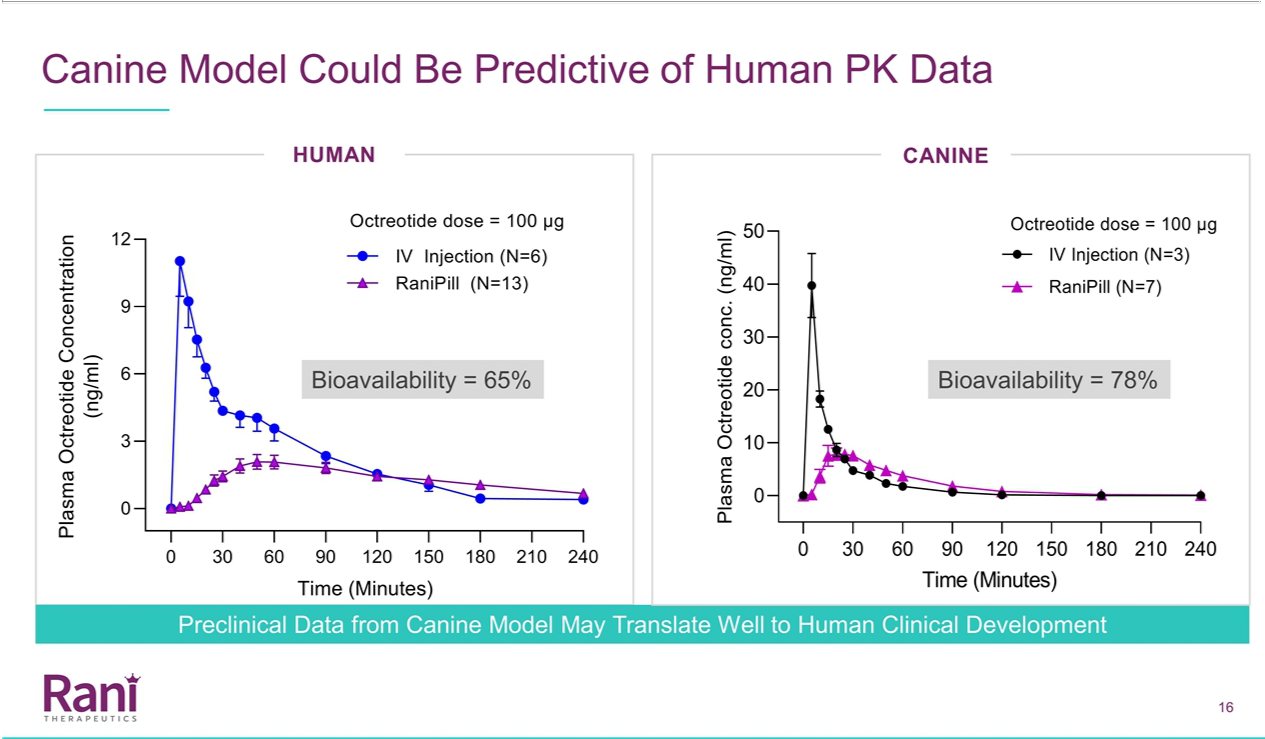 Canine Model Could Be Predictive of Human PK Data
HUMAN
Octreotide dose = 100 µg
IV Injection (N=6)
RaniPill (N=13)
Bioavailability = 65%
Plasma Octreotide Concentration
(ng/ml)
12
9
6
3
0
0 30 60 90 120 150 180 210 240
Time (Minutes)
CANINE
Octreotide dose = 100 µg
IV Injection (N=3)
RaniPill (N=7)
Bioavailability = 78%
Plasma Octreotide conc. (ng/ml)
50
40
30
20
10
0
0 30 60 90 120 150 180 210 240
Time (Minutes)
Preclinical Data from Canine Model May Translate Well to Human Clinical Development
Rani
THERAPEUTICS
16